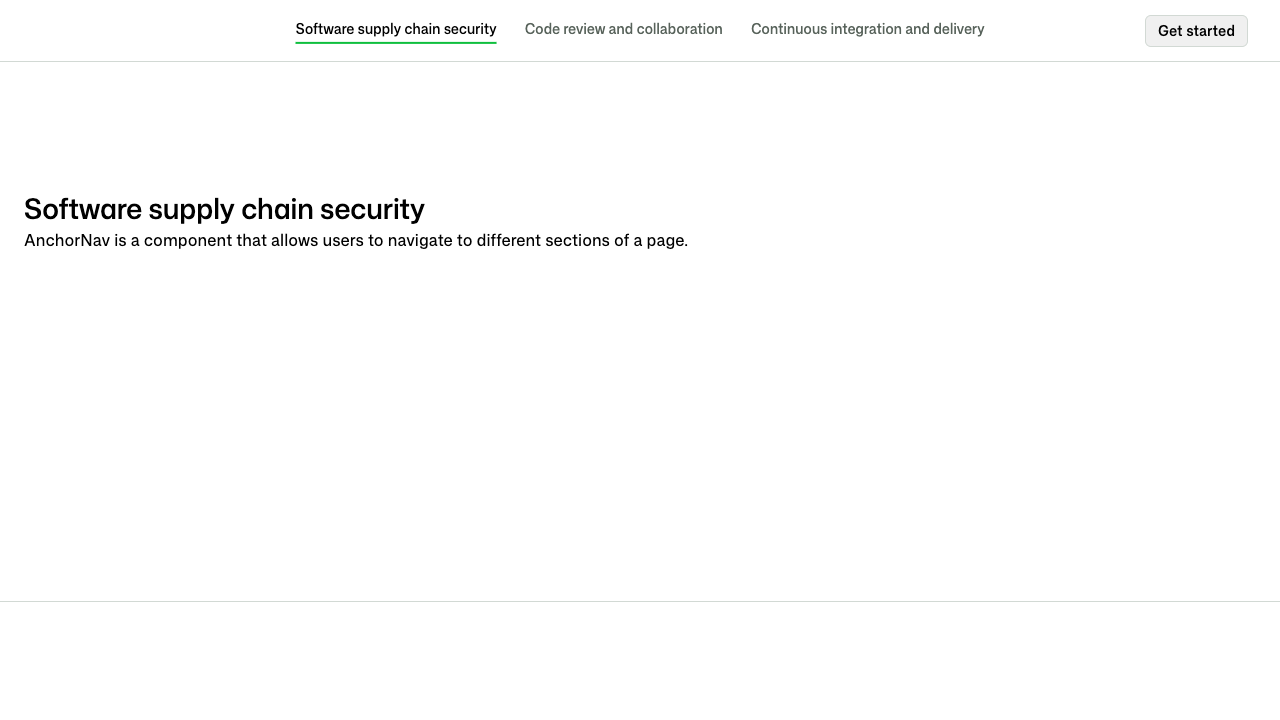 Software supply chain security
Code review and collaboration
Continuous integration and delivery
Get started
Software supply chain security
AnchorNav is a component that allows users to navigate to different sections of a page.